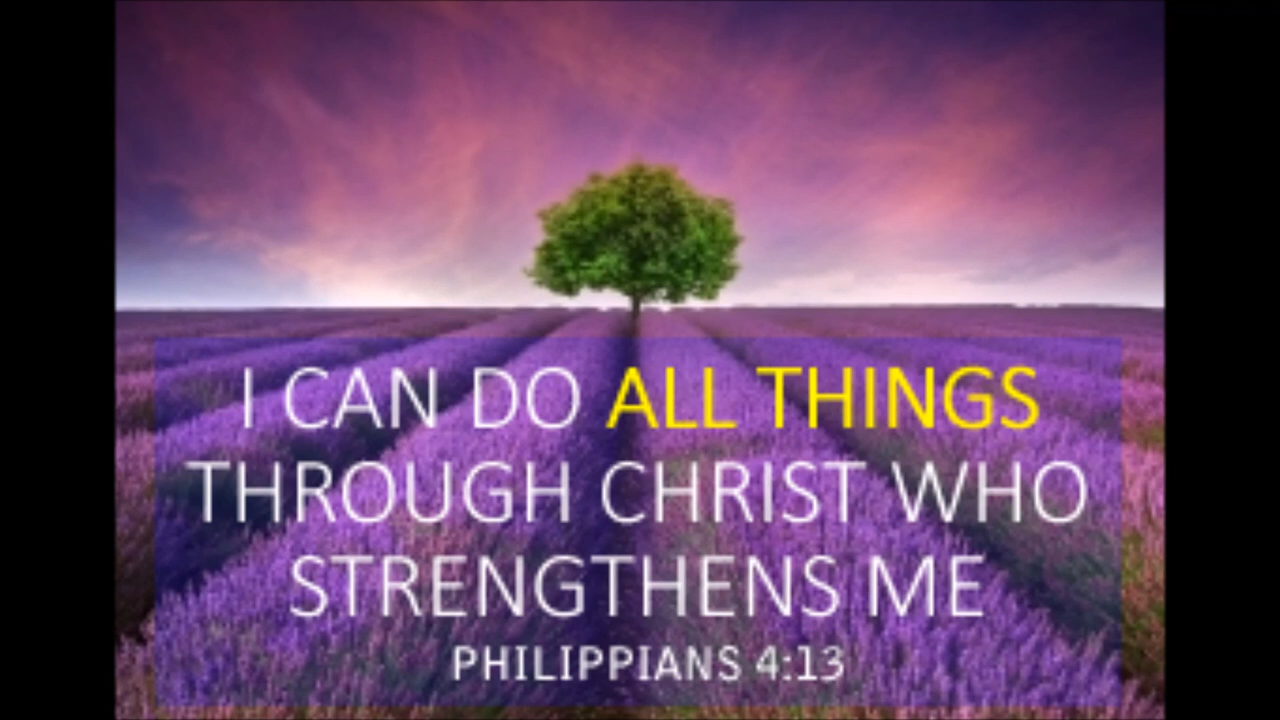 I CAN DO ALL THINGS
THROUGH CHRIST WHO
STRENGTHENS ME
PHILIPPIANS 4:13